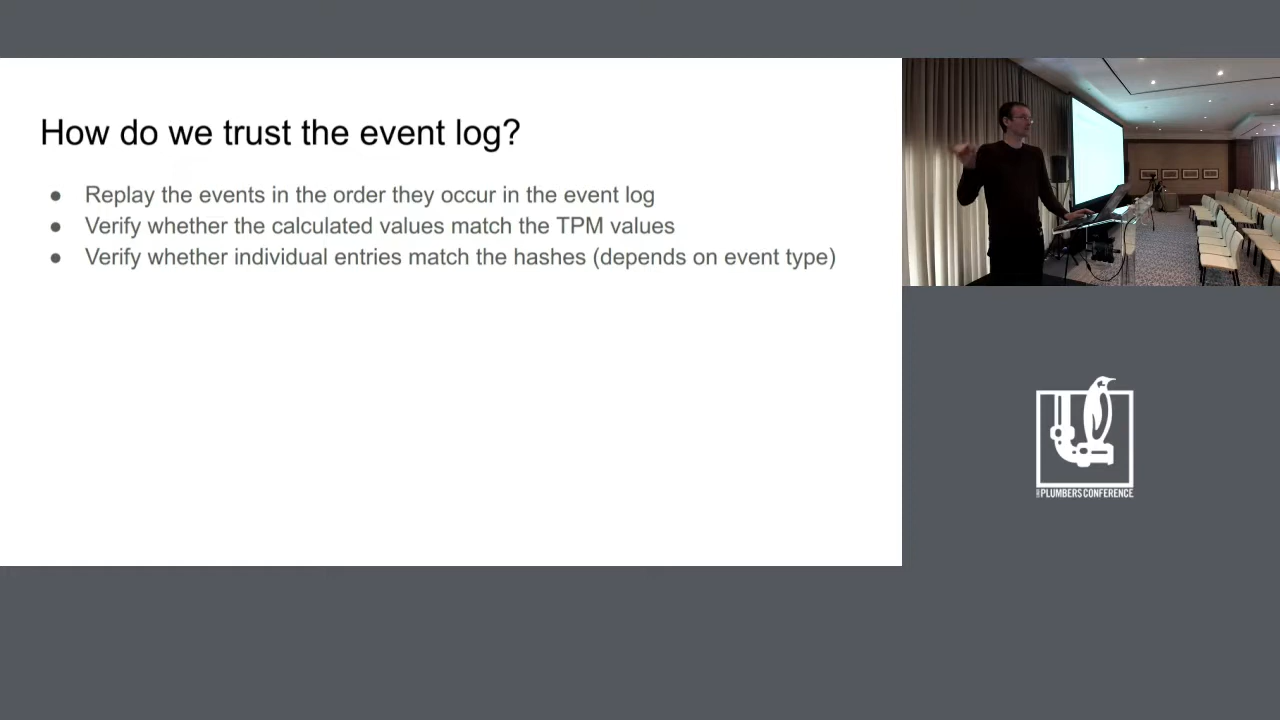 How do we trust the event log?
● Replay the events in the order they occur in the event log
● Verify whether the calculated values match the TPM values
● Verify whether individual entries match the hashes (depends on event type)
PLUMBERS CONFERENCE